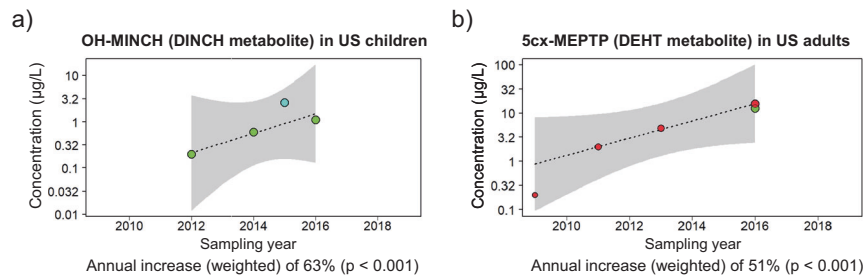 a)
OH-MINCH (DINCH metabolite) in US children
Concentration (µg/L)
10
3.2
1
0.32
0.1
0.032
0.01
2010 2012 2014 2016 2018
Sampling year
Annual increase (weighted) of 63% (p < 0.001)
b)
5cx-MEPTP (DEHT metabolite) in US adults
Concentration (µg/L)
100
32
10
3.2
1
0.32
0.1
2010 2012 2014 2016 2018
Sampling year
Annual increase (weighted) of 51% (p < 0.001)